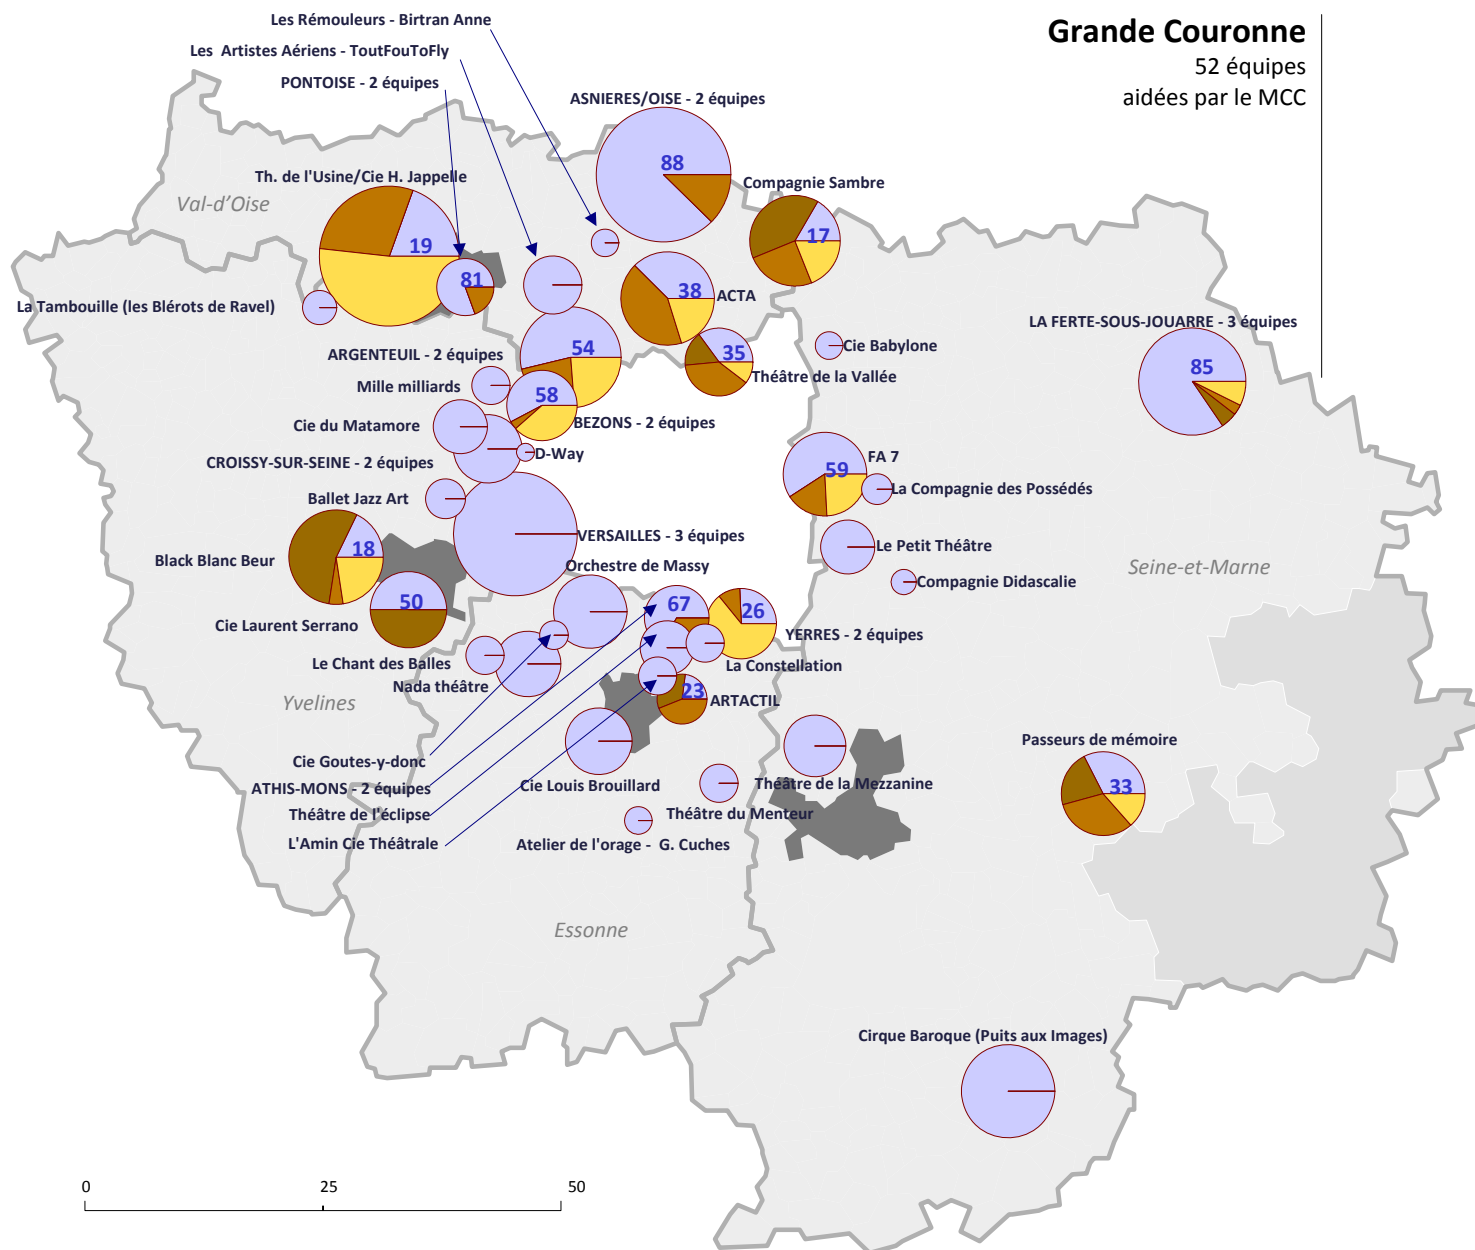 Les Rémouleurs - Birtran Anne
Grande Couronne
52 équipes
aidées par le MCC
Les Artistes Aériens - ToutFouToFly
PONTOISE - 2 équipes
ASNIERES/OISE - 2 équipes
88
Compagnie Sambre
17
Th. de l'Usine/Cie H. Jappelle
Val-d'Oise
19
81
38
ACTA
La Tambouille (les Blérots de Ravel)
LA FERTE-SOUS-JOUARRE - 3 équipes
85
Cie Babylone
ARGENTEUIL - 2 équipes
54
35
Théâtre de la Vallée
Mille milliards
58
BEZONS - 2 équipes
Cie du Matamore
D-Way
CROISSY-SUR-SEINE - 2 équipes
FA 7
59
La Compagnie des Possédés
Ballet Jazz Art
VERSAILLES - 3 équipes
Le Petit Théâtre
Black Blanc Beur
18
Orchestre de Massy
Seine-et-Marne
Compagnie Didascalie
50
67
26
Cie Laurent Serrano
YERRES - 2 équipes
Le Chant des Balles
La Constellation
Nada théâtre
23
ARTACTIL
Yvelines
Passeurs de mémoire
33
Cie Goutes-y-donc
ATHIS-MONS - 2 équipes
Cie Louis Brouillard
Théâtre de la Mezzanine
Théâtre de l'éclipse
Théâtre du Menteur
L'Amin Cie Théâtrale
Atelier de l'orage - G. Cuches
Essonne
Cirque Baroque (Puits aux Images)
0 25 50